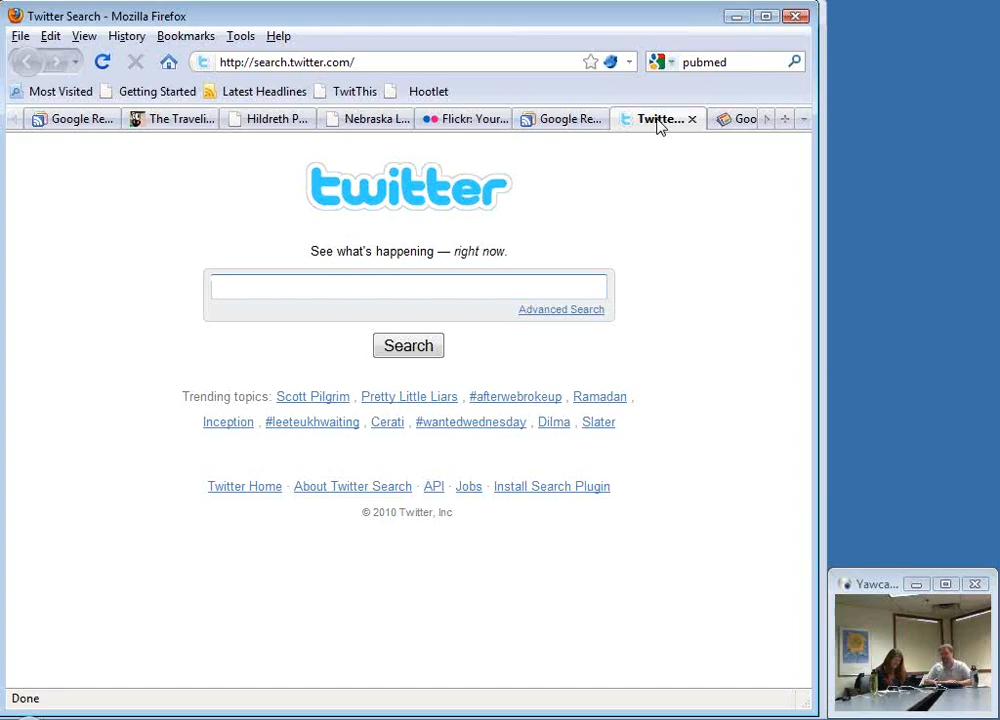 Twitter Search - Mozilla Firefox
File Edit View History Bookmarks Tools Help
http://search.twitter.com/ pubmed
Most Visited Getting Started Latest Headlines TwitThis Hootlet
Google Re... The Traveli... Hildreth P... Nebraska L... Flickr: Your... Google Re... Twitte... Goo
twitter
See what's happening — right now.
Advanced Search
Search
Trending topics: Scott Pilgrim , Pretty Little Liars , #afterwebrokeup , Ramadan ,
Inception , #leeteukhwaiting , Cerati , #wantedwednesday , Dilma , Slater
Twitter Home · About Twitter Search · API · Jobs · Install Search Plugin
© 2010 Twitter, Inc
Yawca...
Done